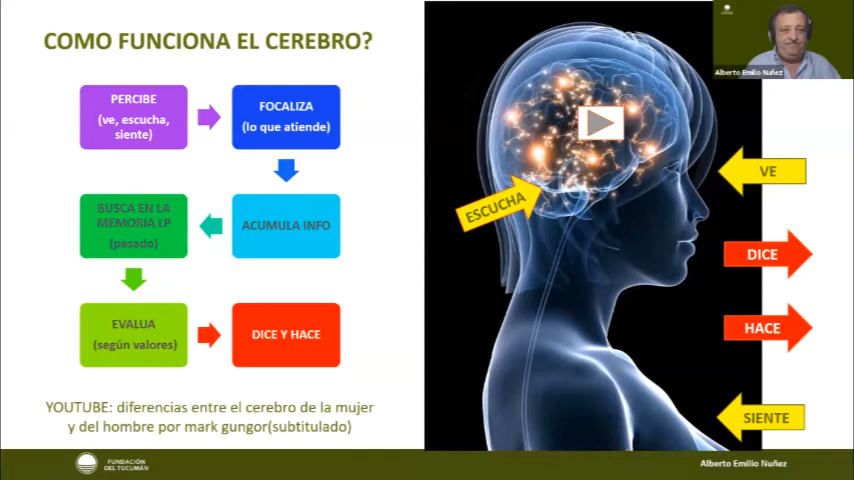 COMO FUNCIONA EL CEREBRO?
PERCIBE
(ve, escucha,
siente)
FOCALIZA
(lo que atiende)
BUSCA EN LA
MEMORIA LP
(pasado)
ACUMULA INFO
EVALUA
(según valores)
DICE Y HACE
YOUTUBE: diferencias entre el cerebro de la mujer
y del hombre por mark gungor(subtitulado)
ESCUCHA
VE
DICE
HACE
SIENTE
Alberto Emilio Nuñez
FUNDACIÓN
DEL TUCUMÁN
Alberto Emilio Nuñez